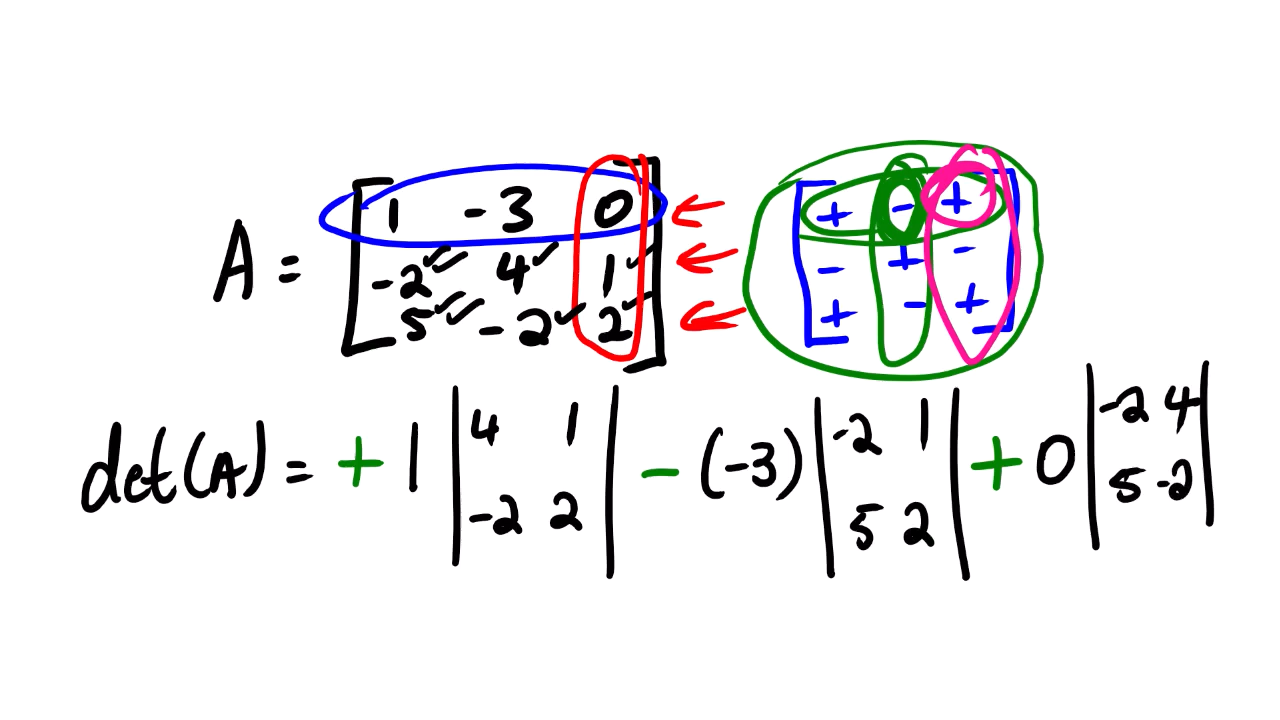 1 -3 0 + - +
A = -2 4 1 - + -
5 -2 2 + - +
4 1 -2 1 -2 4
det(A) = + 1 - (-3) + 0
-2 2 5 2 5 -2